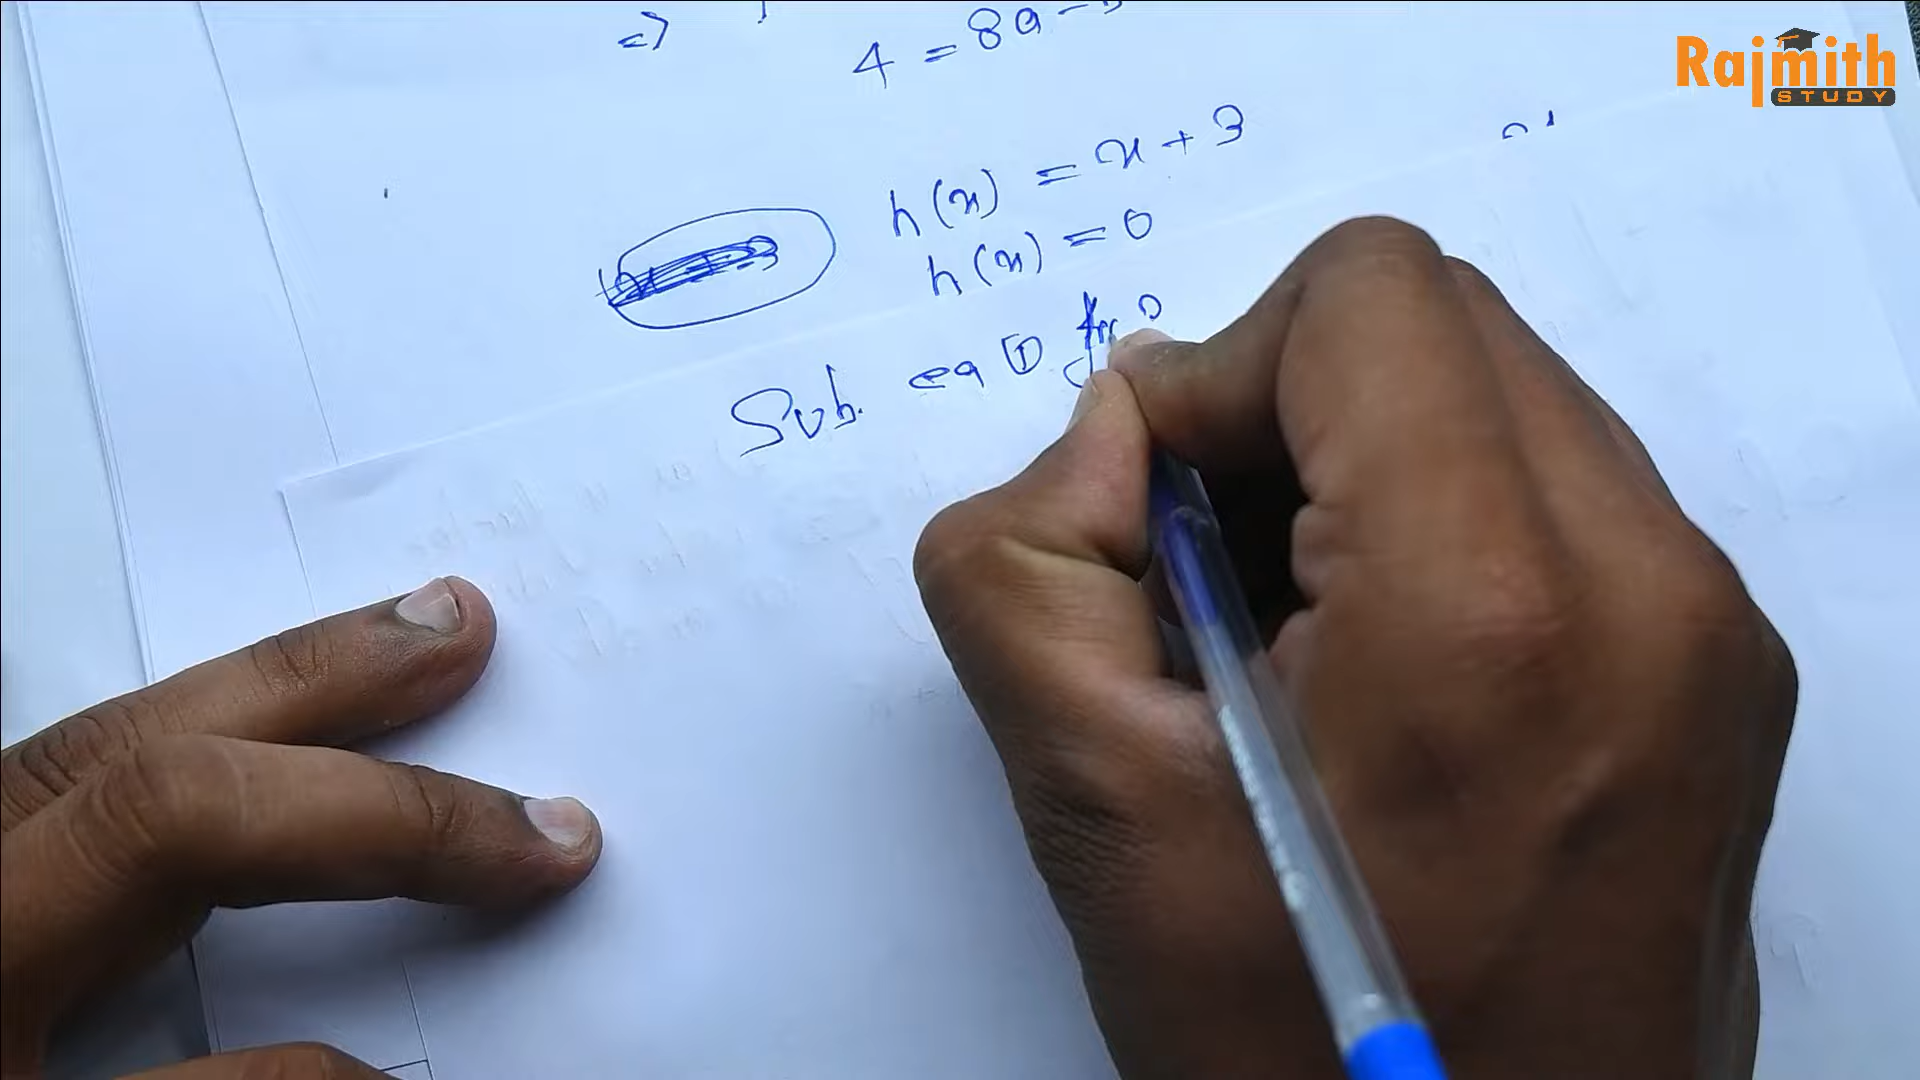 Rajmith
STUDY
=>
4 = 8a -
h(x) = x + 3
h(x) = 0
Sub. eq ①